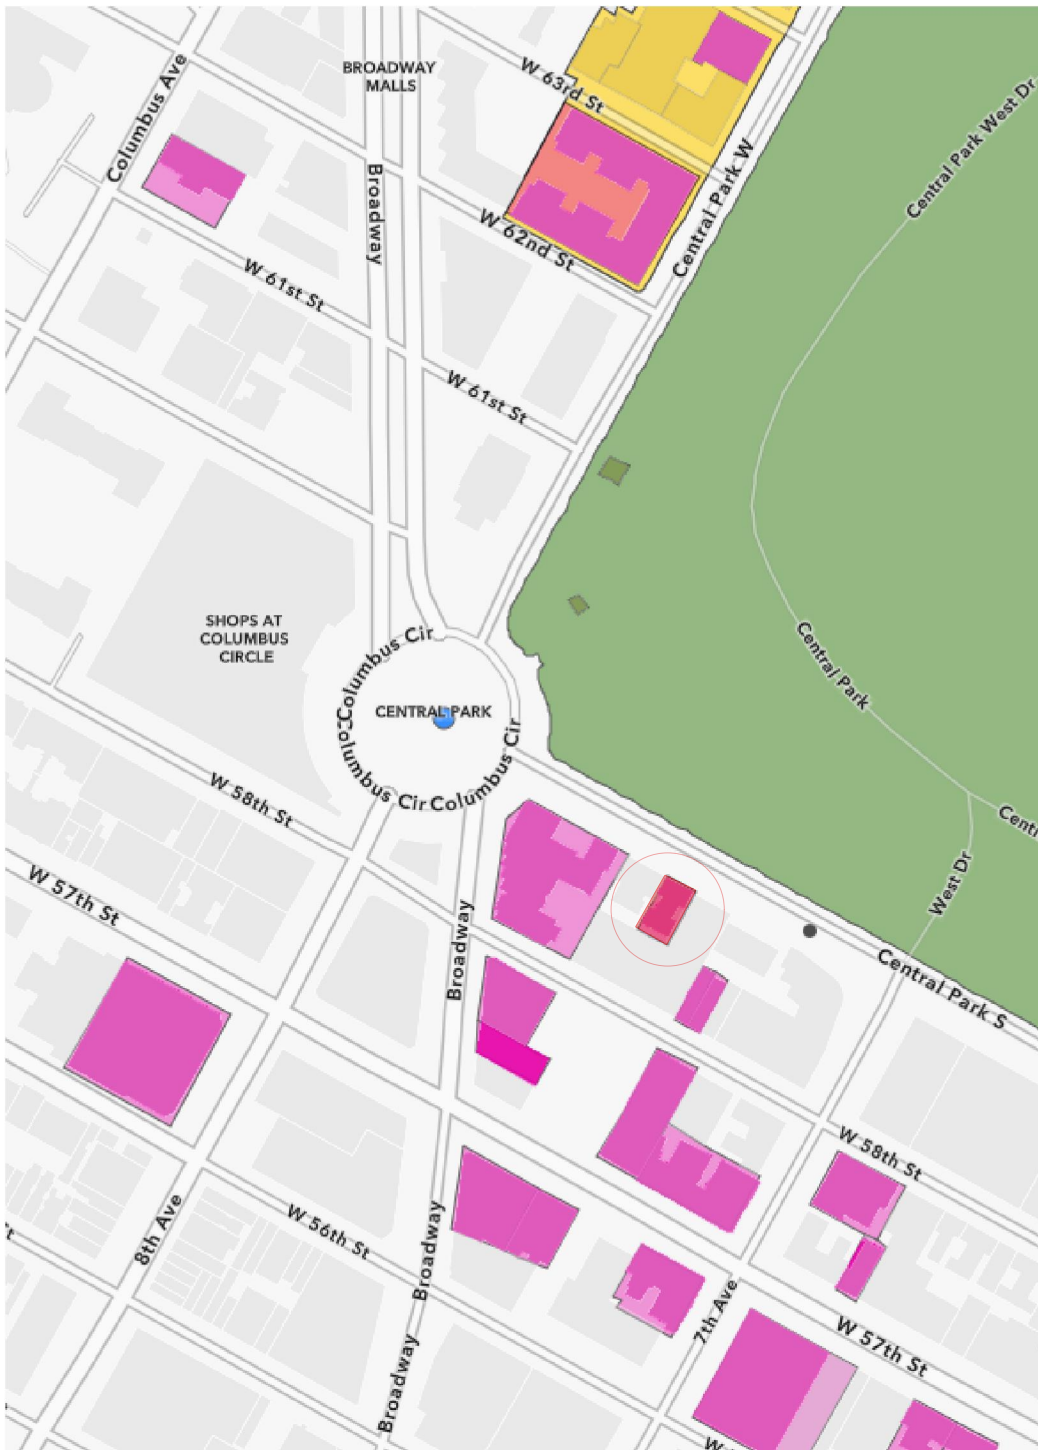 W 63rd St
BROADWAY
MALLS
Columbus Ave
Central Park West Dr
Broadway
Central Park W
W 62nd St
W 61st St
W 61st St
SHOPS AT
COLUMBUS
CIRCLE
Columbus Cir
Central Park
CENTRAL PARK
Columbus Cir
Columbus Cir
W 58th St
Centr
W 57th St
West Dr
Broadway
Central Park S
W 58th St
8th Ave
W 56th St
Broadway
7th Ave
W 57th St
Broadway